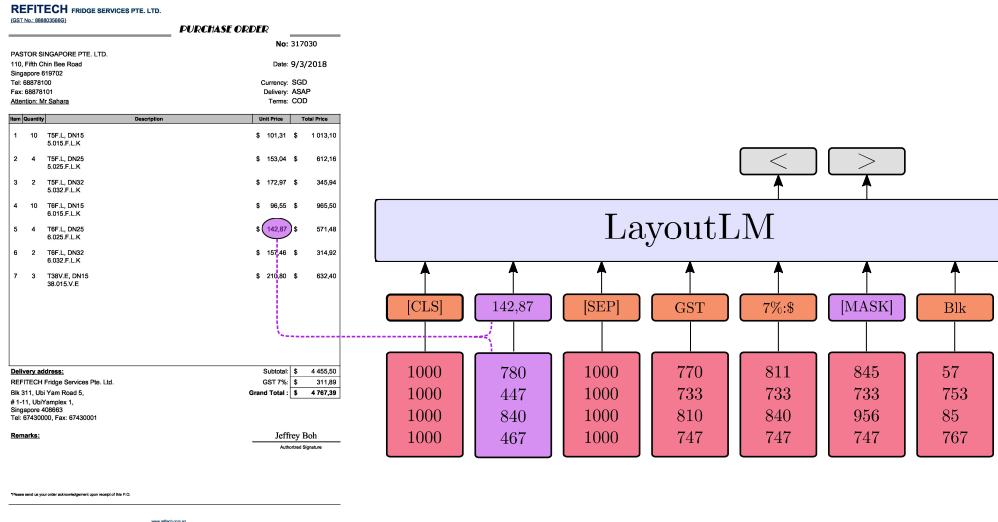 REFITECH FRIDGE SERVICES PTE. LTD.
PURCHASE ORDER
No: 317030
PASTOR SINGAPORE PTE. LTD.
110, Fifth Chin Bee Road
Date: 9/3/2018
Singapore 619702
Tel: 68878100
Currency: SGD
Fax: 68878101
Delivery: ASAP
Attention: Mr Sahara
Terms: COD
Item Quantity Description Unit Price Total Price
1 10 T5F.L, DN15 $ 101,31 $ 1 013,10
5.015.F.L.K
2 4 T5F.L, DN25 $ 153,04 $ 612,16
5.025.F.L.K
3 2 T5F.L, DN32 $ 172,97 $ 345,94
5.032.F.L.K
4 10 T6F.L, DN15 $ 96,55 $ 965,50
6.015.F.L.K
5 4 T6F.L, DN25 $ 142,87 $ 571,48
6.025.F.L.K
6 2 T6F.L, DN32 $ 157,46 $ 314,92
6.032.F.L.K
7 3 T38V.E, DN15 $ 210,80 $ 632,40
38.015.V.E
Delivery address:
Subtotal: $ 4 455,50
REFITECH Fridge Services Pte. Ltd.
GST 7%: $ 311,89
Blk 311, Ubi Yam Road 5,
Grand Total : $ 4 767,39
# 1-11, UbiYamplex 1,
Singapore 408663
Tel: 67430000, Fax: 67430001
Remarks:
Jeffrey Boh
Authorized Signature
*Please send us your order acknowledgement upon receipt of this P.O.
< >
LayoutLM
[CLS] 142,87 [SEP] GST 7%:$ [MASK] Blk
1000 780 1000 770 811 845 57
1000 447 1000 733 733 733 753
1000 840 1000 810 840 956 85
1000 467 1000 747 747 747 767